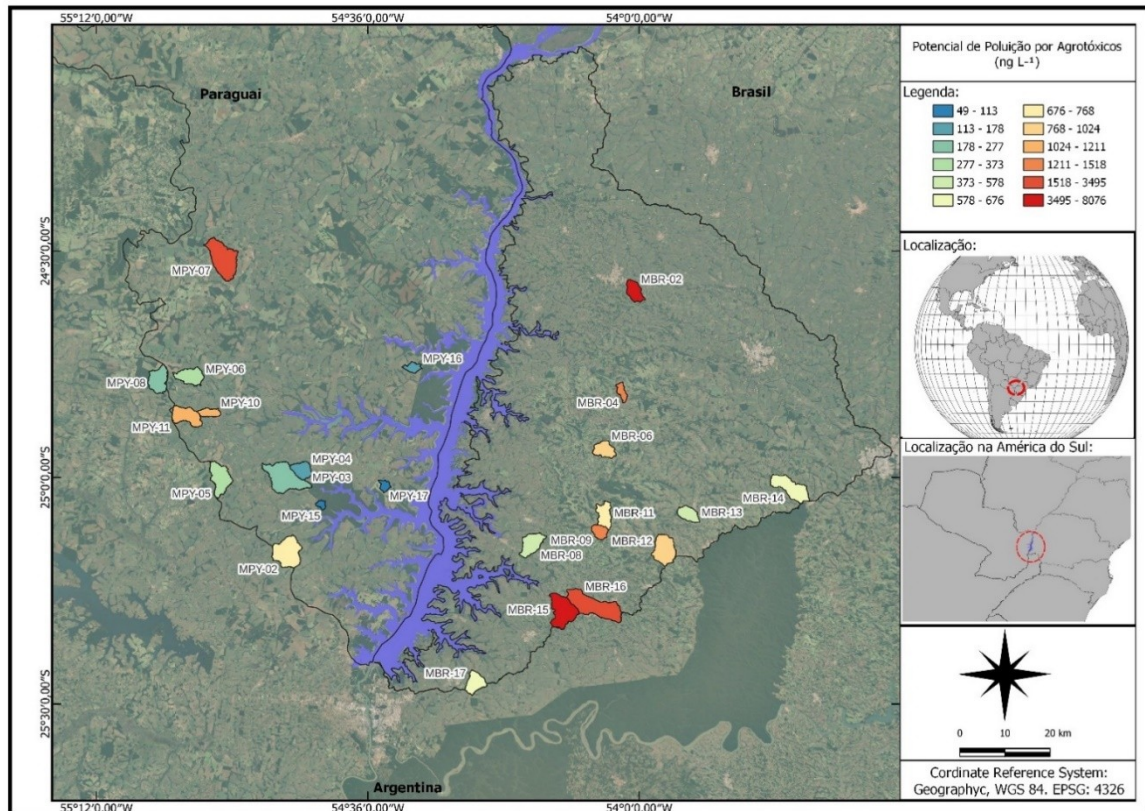 55°12'0,00"W
54°36'0,00"W
54°0'0,00"W
Paraguai
Brasil
24°30'0,00"S
25°0'0,00"S
25°30'0,00"S
MPY-07
MBR-02
MPY-16
MPY-06
MPY-08
MPY-10
MPY-11
MBR-04
MBR-06
MPY-04
MPY-03
MPY-05
MPY-17
MPY-15
MBR-14
MBR-11
MBR-13
MBR-09
MBR-12
MBR-08
MPY-02
MBR-16
MBR-15
MBR-17
Argentina
55°12'0,00"W
54°36'0,00"W
54°0'0,00"W
Potencial de Poluição por Agrotóxicos
(ng L⁻¹)
Legenda:
49 - 113
113 - 178
178 - 277
277 - 373
373 - 578
578 - 676
676 - 768
768 - 1024
1024 - 1211
1211 - 1518
1518 - 3495
3495 - 8076
Localização:
Localização na América do Sul:
0 10 20 km
Cordinate Reference System:
Geographyc, WGS 84. EPSG: 4326